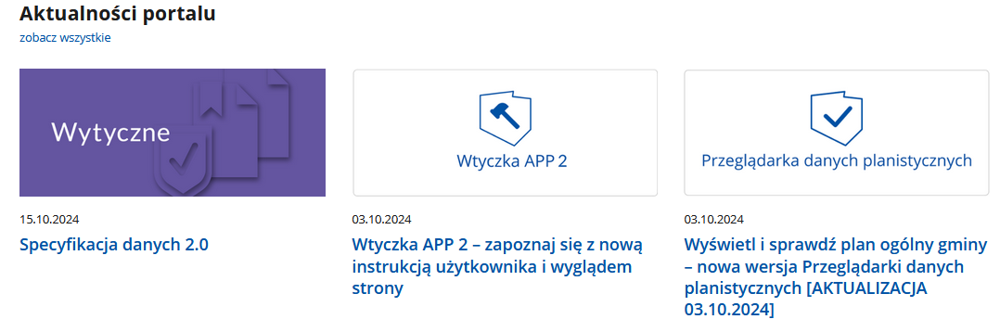 Aktualności portalu
zobacz wszystkie
Wytyczne
15.10.2024
Specyfikacja danych 2.0
Wtyczka APP 2
03.10.2024
Wtyczka APP 2 – zapoznaj się z nową
instrukcją użytkownika i wyglądem
strony
Przeglądarka danych planistycznych
03.10.2024
Wyświetl i sprawdź plan ogólny gminy
– nowa wersja Przeglądarki danych
planistycznych [AKTUALIZACJA
03.10.2024]